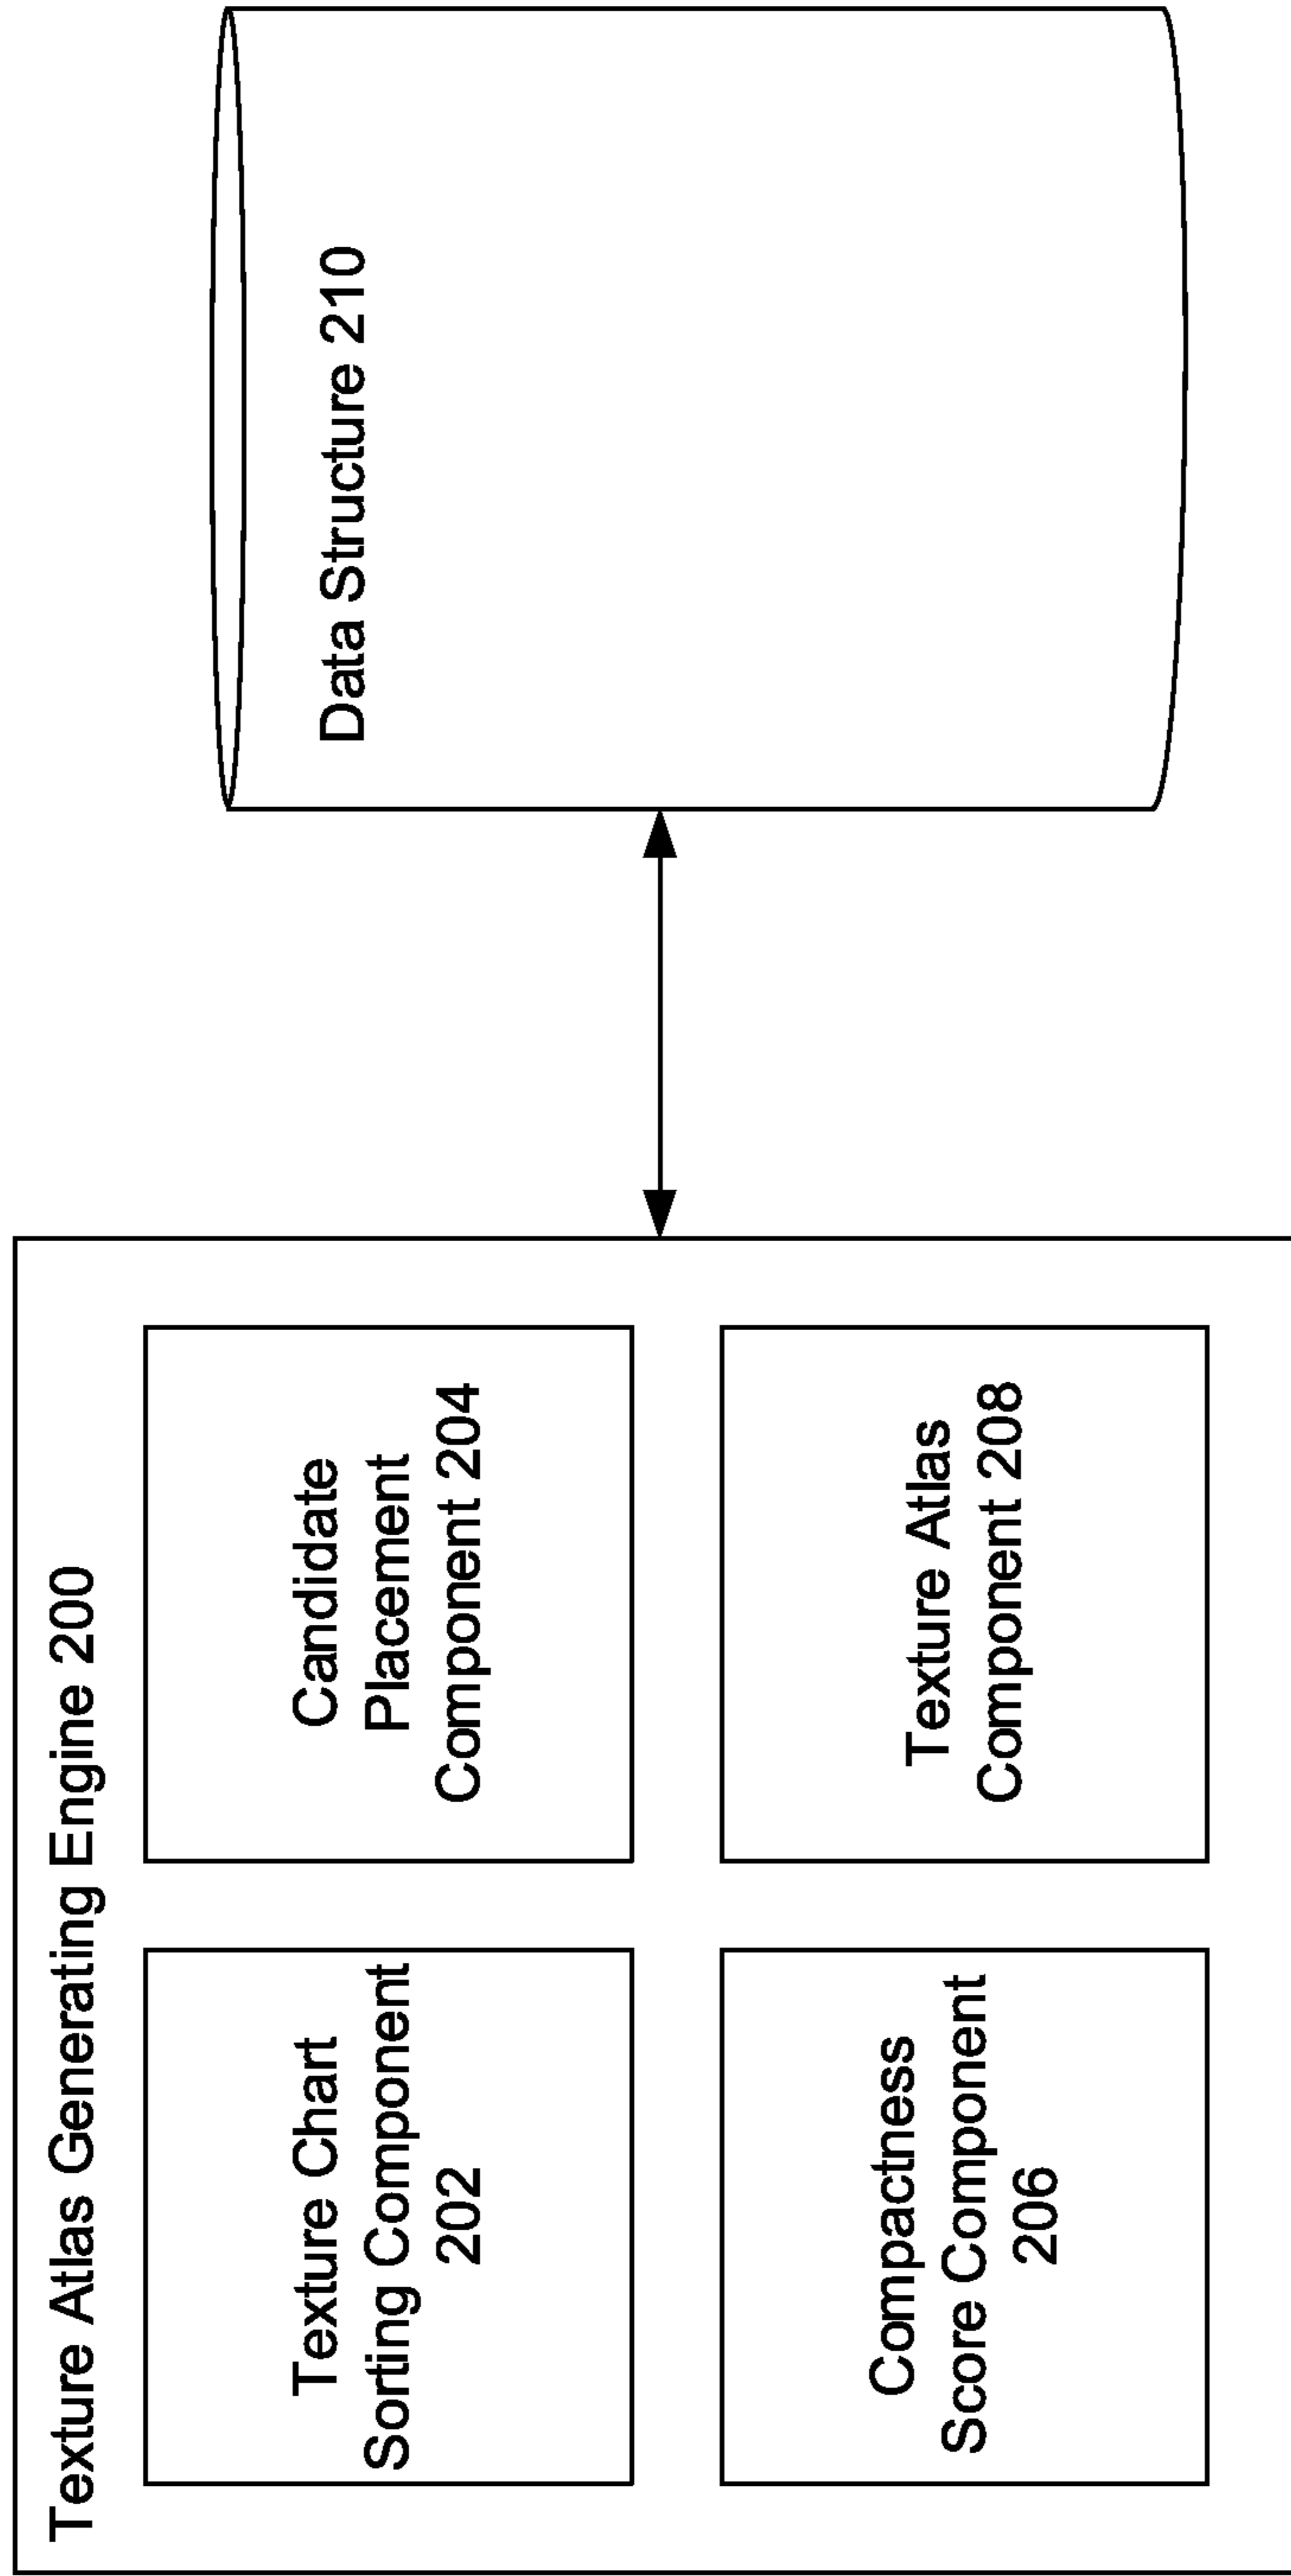 Texture Atlas Generating Engine 200
Texture Chart
Sorting Component
202
Candidate
Placement
Component 204
Compactness
Score Component
206
Texture Atlas
Component 208
Data Structure 210